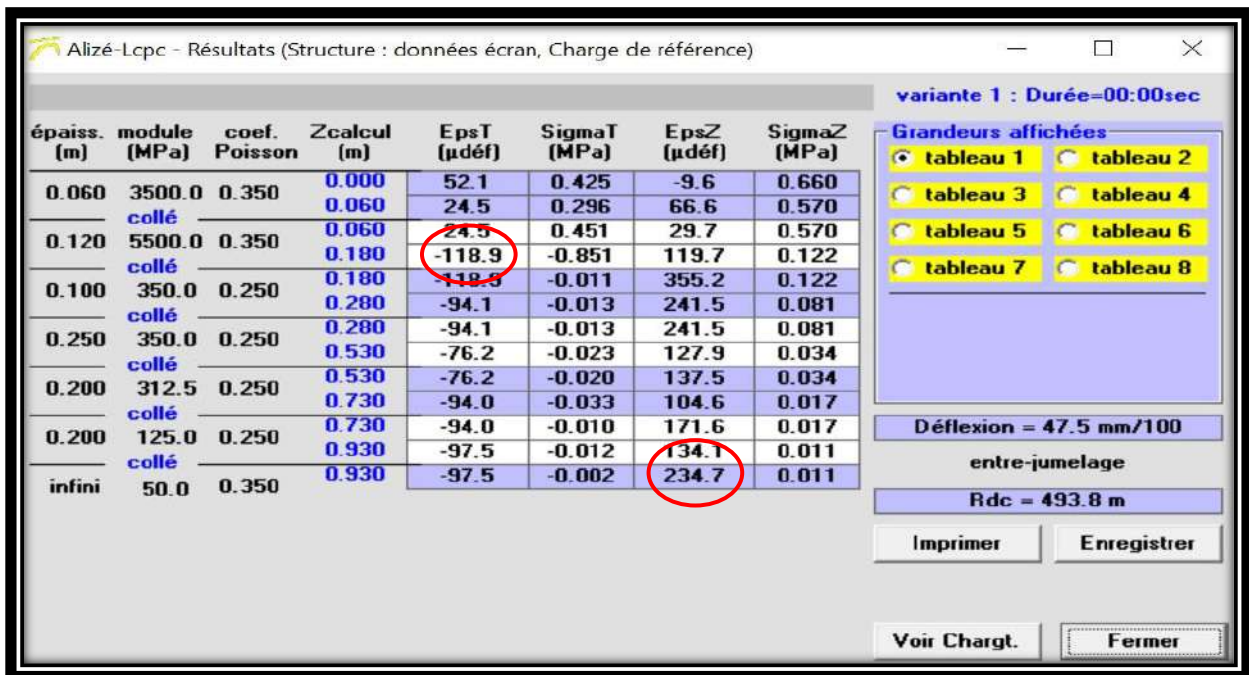 Alizé-Lcpc - Résultats (Structure : données écran, Charge de référence)
variante 1 : Durée=00:00sec
épaiss. module coef. Zcalcul EpsT SigmaT EpsZ SigmaZ
(m) (MPa) Poisson (m) (µdéf) (MPa) (µdéf) (MPa)
0.000 52.1 0.425 -9.6 0.660
0.060 3500.0 0.350
0.060 24.5 0.296 66.6 0.570
collé
0.060 24.5 0.451 29.7 0.570
0.120 5500.0 0.350
0.180 -118.9 -0.851 119.7 0.122
collé
0.180 -118.9 -0.011 355.2 0.122
0.100 350.0 0.250
0.280 -94.1 -0.013 241.5 0.081
collé
0.280 -94.1 -0.013 241.5 0.081
0.250 350.0 0.250
0.530 -76.2 -0.023 127.9 0.034
collé
0.530 -76.2 -0.020 137.5 0.034
0.200 312.5 0.250
0.730 -94.0 -0.033 104.6 0.017
collé
0.730 -94.0 -0.010 171.6 0.017
0.200 125.0 0.250
0.930 -97.5 -0.012 134.1 0.011
collé
0.930 -97.5 -0.002 234.7 0.011
infini 50.0 0.350
Grandeurs affichées
tableau 1 tableau 2
tableau 3 tableau 4
tableau 5 tableau 6
tableau 7 tableau 8
Déflexion = 47.5 mm/100
entre-jumelage
Rdc = 493.8 m
Imprimer Enregistrer
Voir Chargt. Fermer